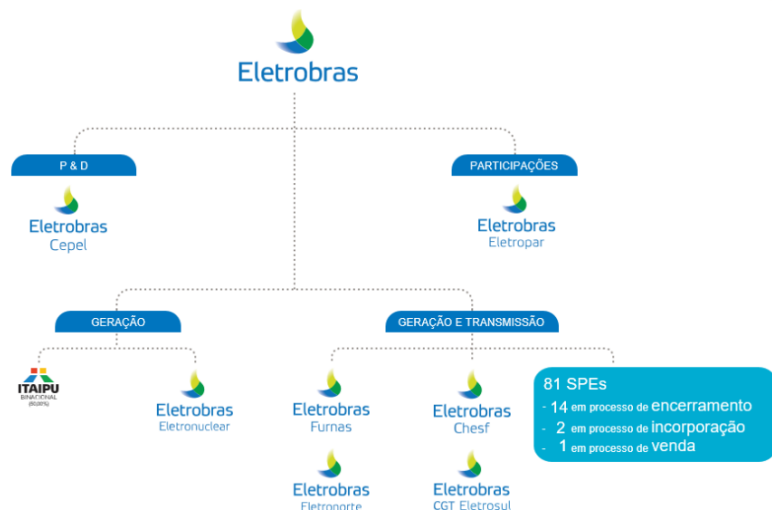 Eletrobras
P & D
PARTICIPAÇÕES
Eletrobras
Cepel
Eletrobras
Eletropar
GERAÇÃO
GERAÇÃO E TRANSMISSÃO
ITAIPU
BINACIONAL
Eletrobras
Eletronuclear
Eletrobras
Furnas
Eletrobras
Chesf
81 SPEs
- 14 em processo de encerramento
- 2 em processo de incorporação
- 1 em processo de venda
Eletrobras
Eletronorte
Eletrobras
CGT Eletrosul